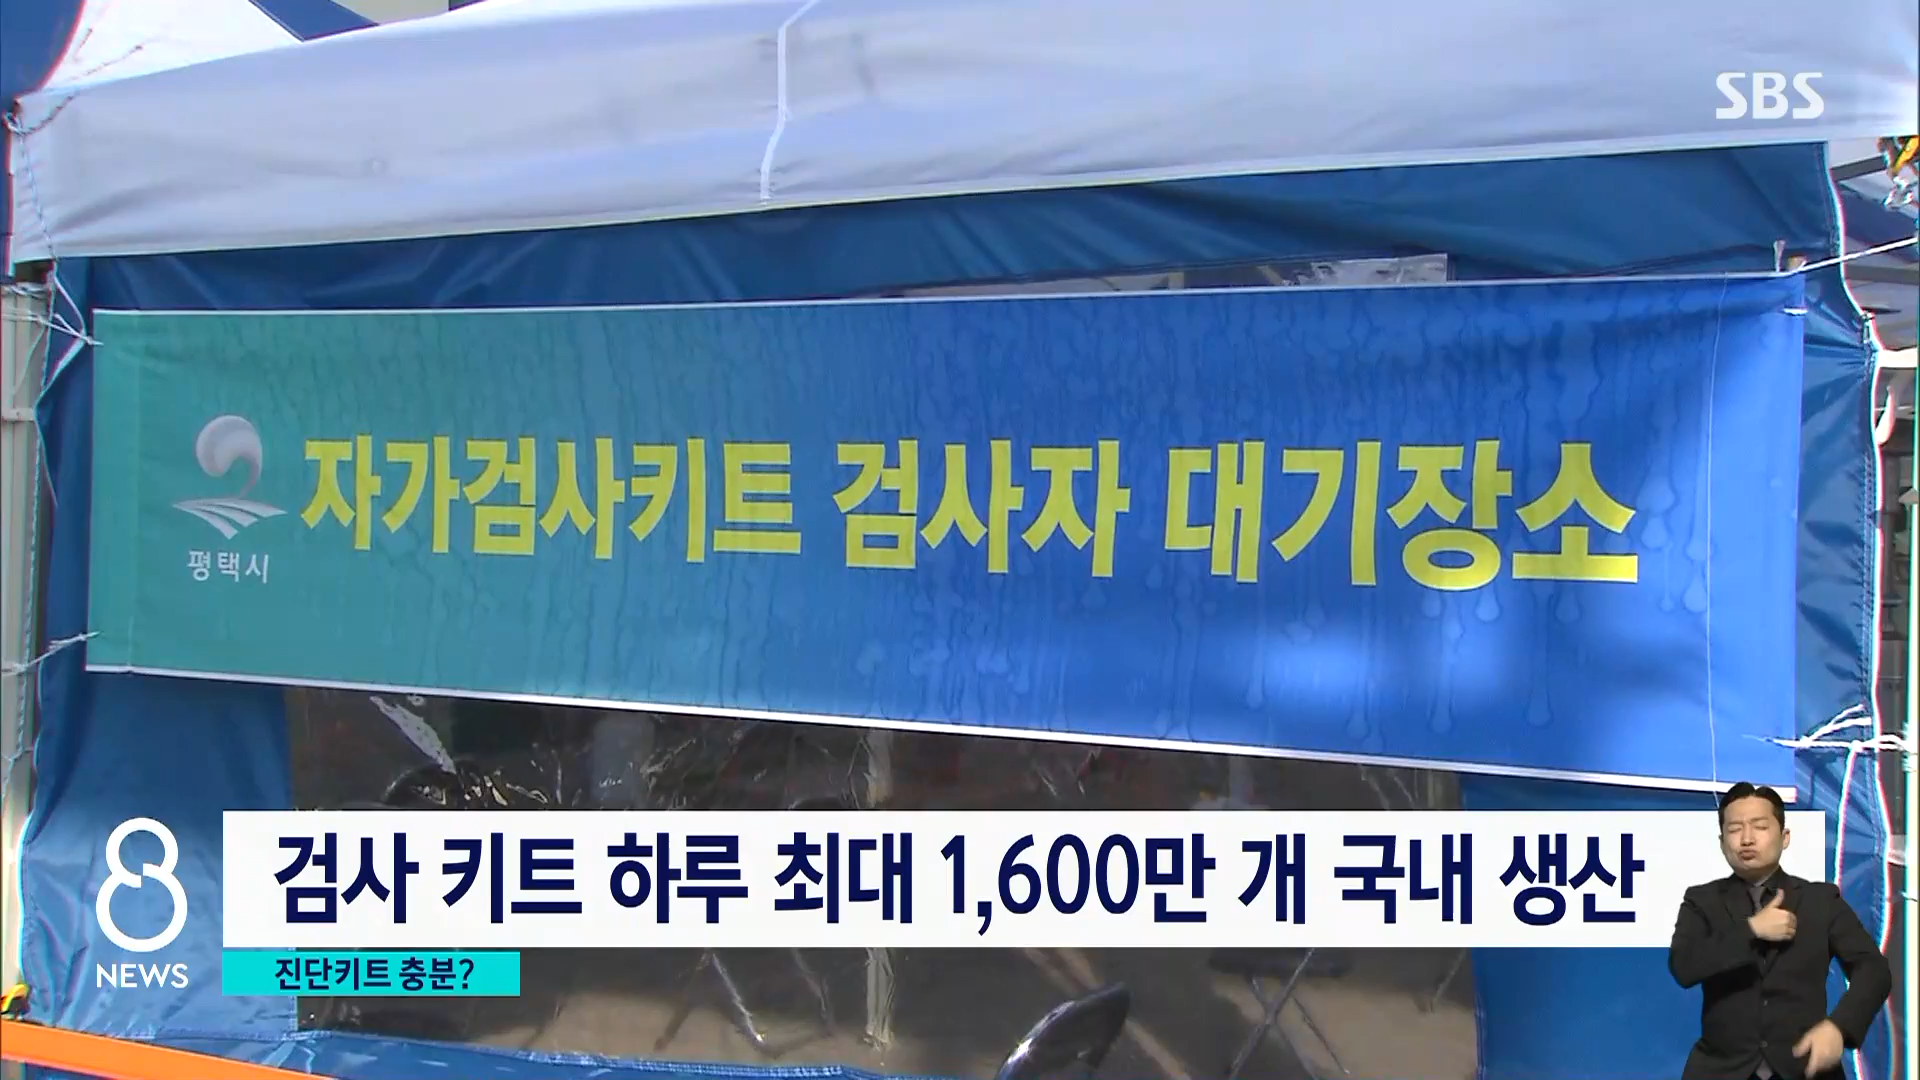 SBS
자가검사키트 검사자 대기장소
평택시
검사 키트 하루 최대 1,600만 개 국내 생산
8 NEWS
진단키트 충분?